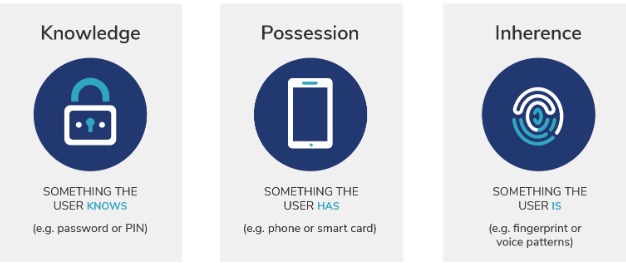 Knowledge
SOMETHING THE
USER KNOWS
(e.g. password or PIN)
Possession
SOMETHING THE
USER HAS
(e.g. phone or smart card)
Inherence
SOMETHING THE
USER IS
(e.g. fingerprint or
voice patterns)